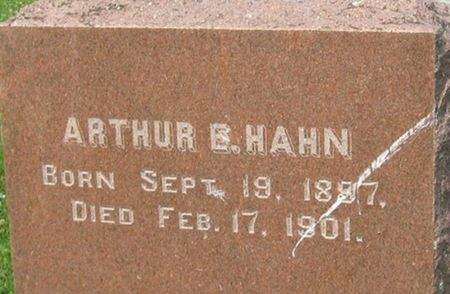 ARTHUR E. HAHN
BORN SEPT. 19, 1897,
DIED FEB. 17, 1901.